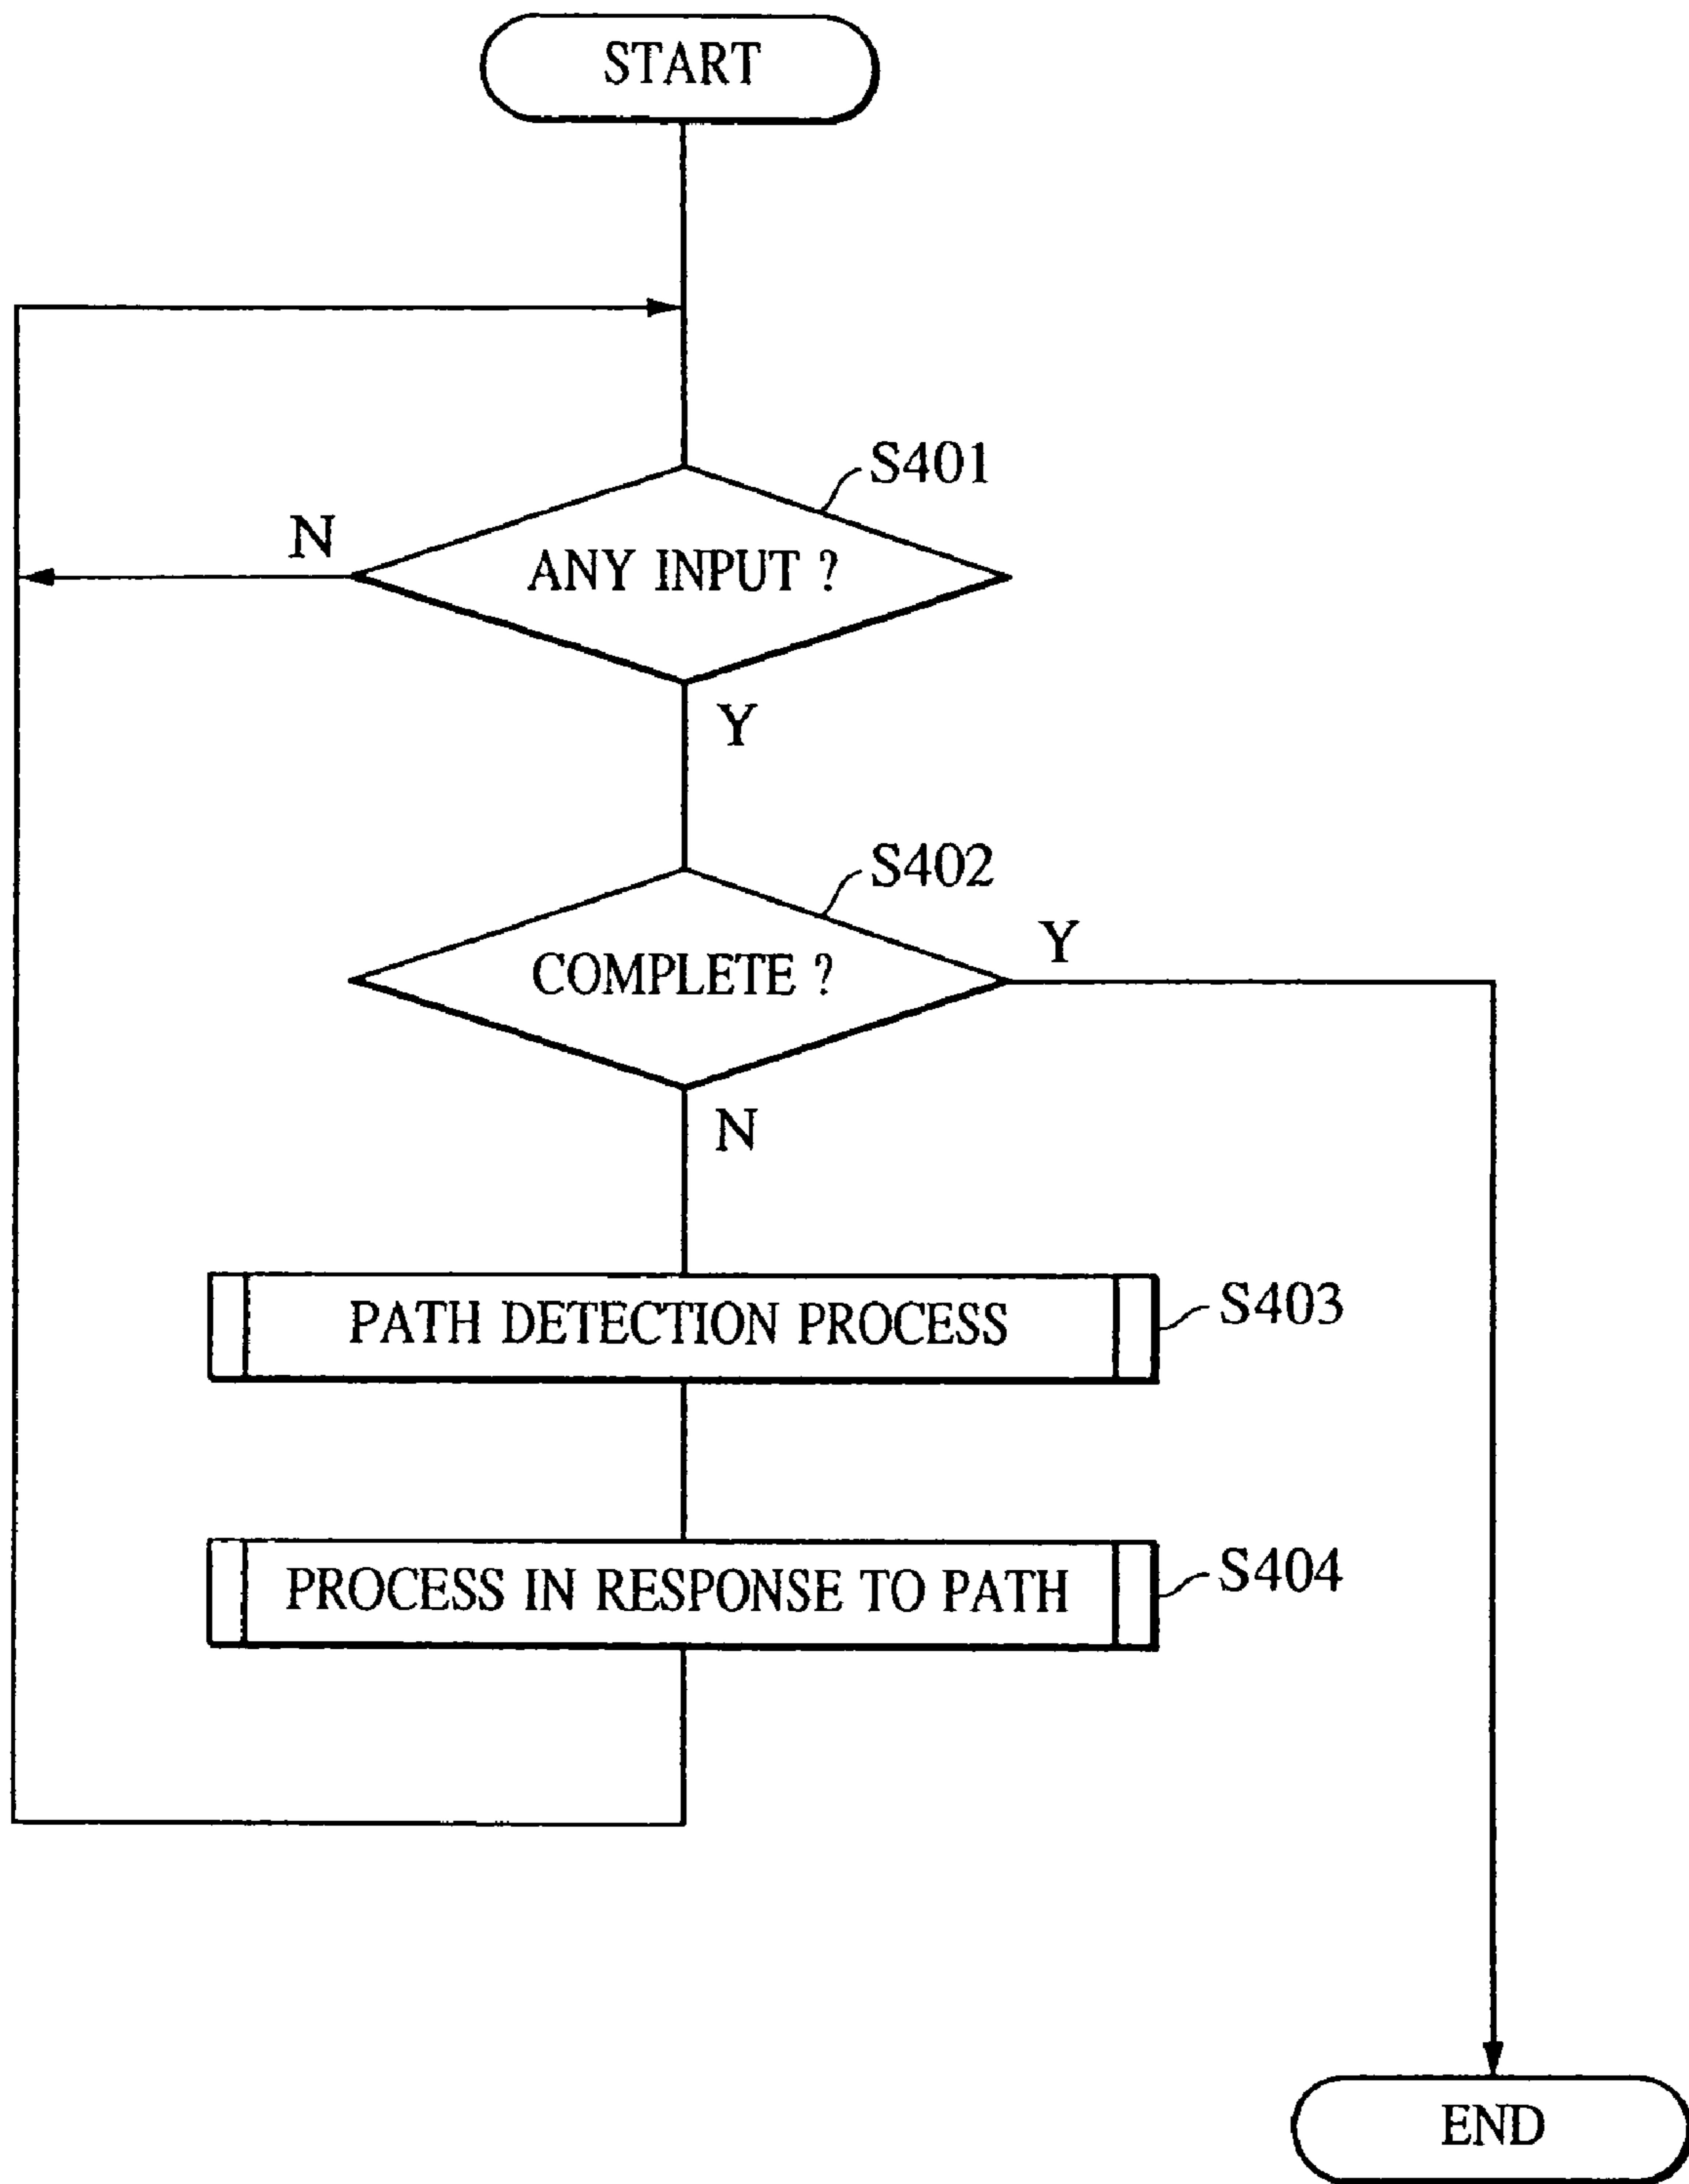 START
S401
N
ANY INPUT ?
Y
S402
Y
COMPLETE ?
N
PATH DETECTION PROCESS
S403
PROCESS IN RESPONSE TO PATH
S404
END